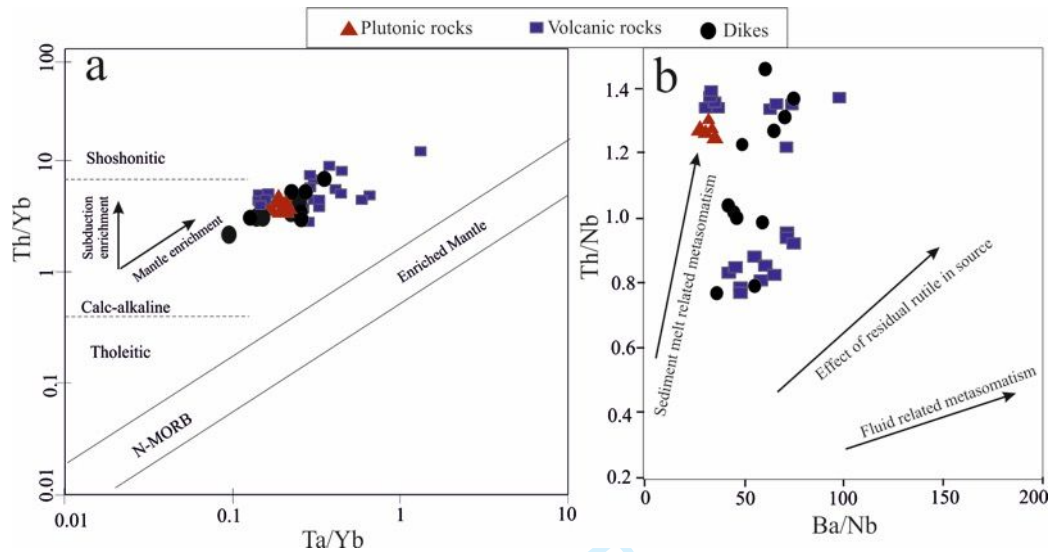 Plutonic rocks Volcanic rocks Dikes
a
100
10
1
0.1
0.01
Th/Yb
Shoshonitic
Subduction
enrichment
Mantle enrichment
Calc-alkaline
Tholeitic
N-MORB
Enriched Mantle
0.01 0.1 1 10
Ta/Yb
b
1.4
1.2
1.0
0.8
0.6
0.4
0.2
Th/Nb
Sediment melt related metasomatism
Effect of residual rutile in source
Fluid related metasomatism
0 50 100 150 200
Ba/Nb